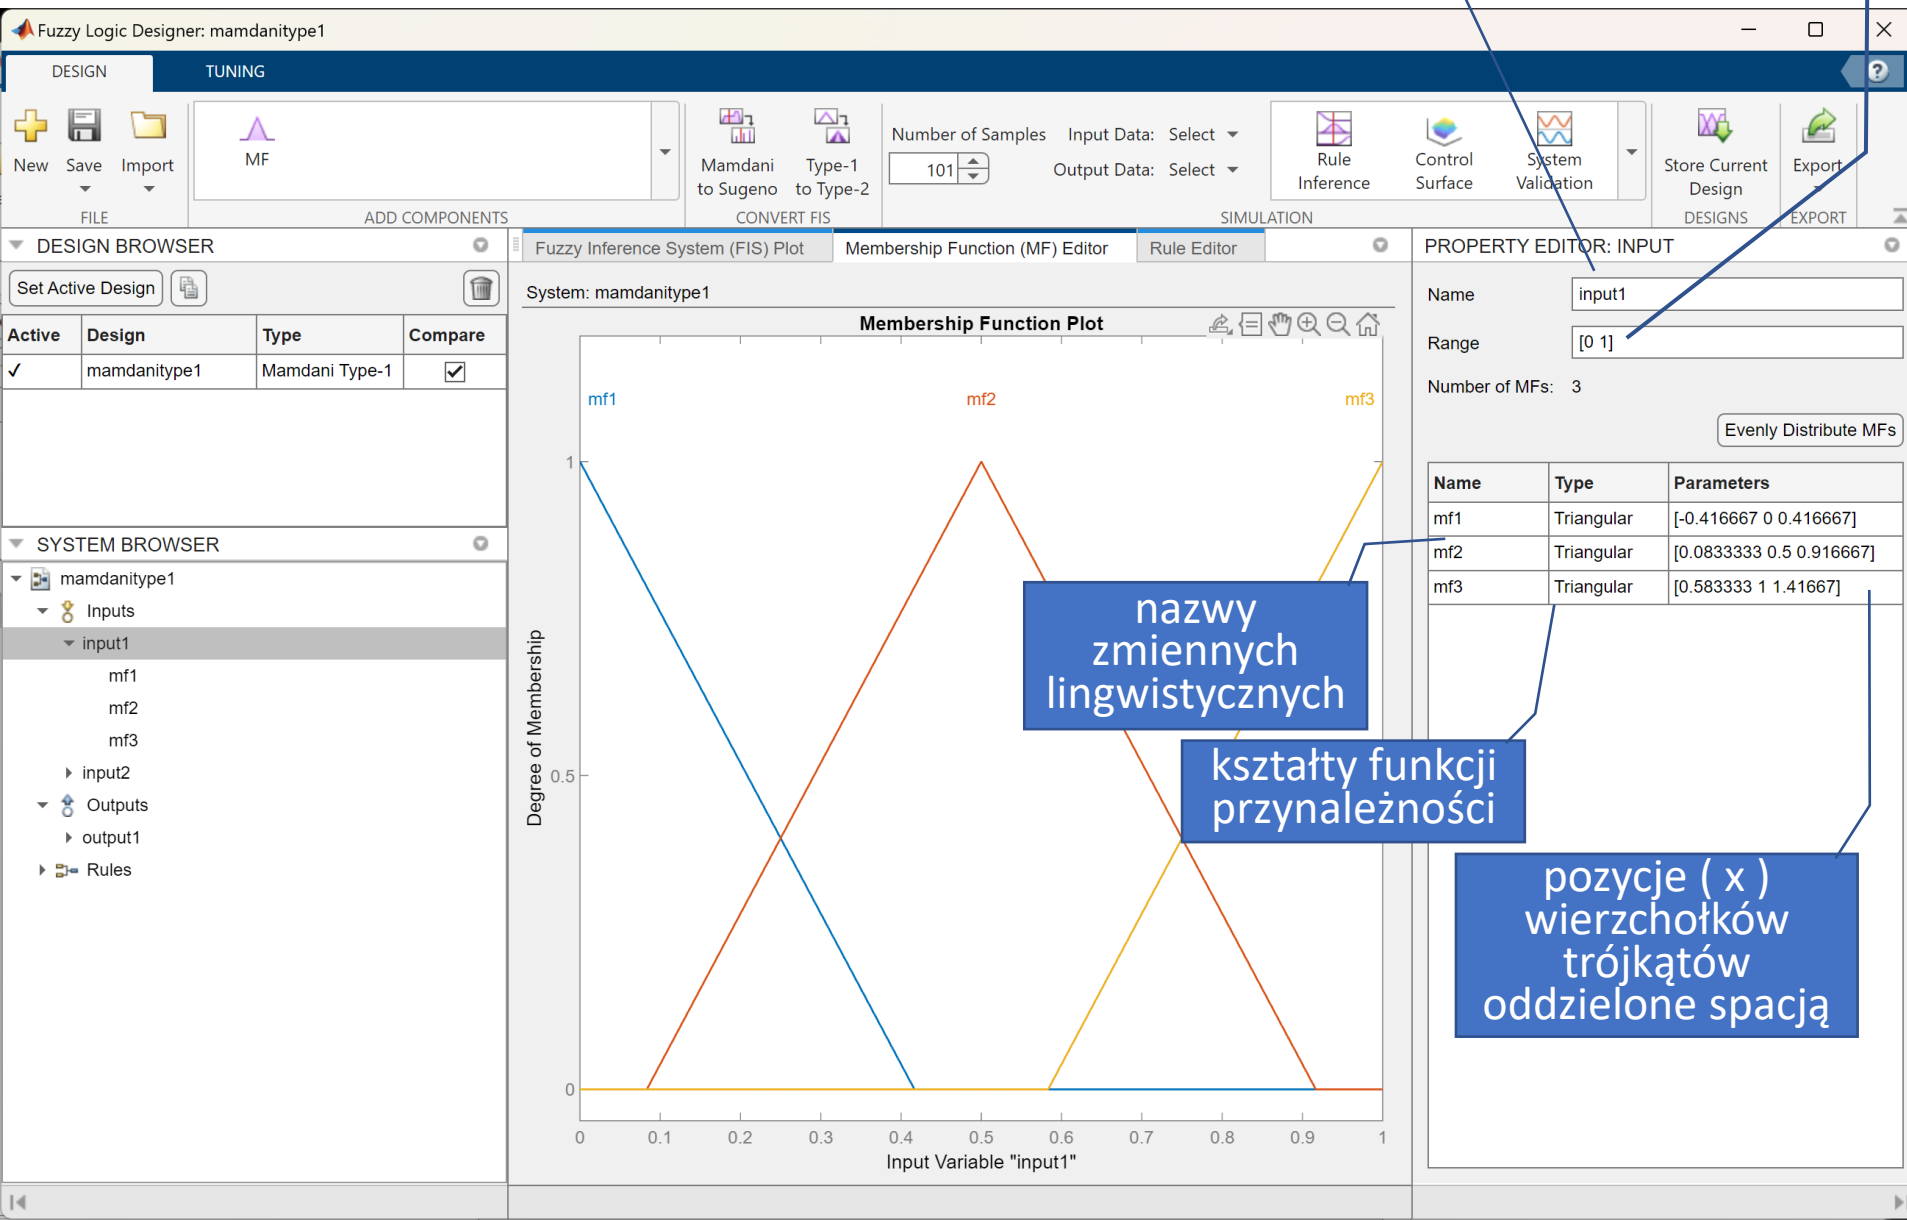 Fuzzy Logic Designer: mamdanitype1
DESIGN
TUNING
New
Save
Import
FILE
MF
ADD COMPONENTS
Mamdani
to Sugeno
Type-1
to Type-2
CONVERT FIS
Number of Samples
101
Input Data: Select
Output Data: Select
Rule
Inference
Control
Surface
System
Validation
SIMULATION
Store Current
Design
DESIGNS
Export
EXPORT
DESIGN BROWSER
Set Active Design
Active Design Type Compare
✓ mamdanitype1 Mamdani Type-1
SYSTEM BROWSER
mamdanitype1
Inputs
input1
mf1
mf2
mf3
input2
Outputs
output1
Rules
Fuzzy Inference System (FIS) Plot
Membership Function (MF) Editor
Rule Editor
System: mamdanitype1
Membership Function Plot
mf1 mf2 mf3
1
0.5
0
Degree of Membership
0 0.1 0.2 0.3 0.4 0.5 0.6 0.7 0.8 0.9 1
Input Variable "input1"
PROPERTY EDITOR: INPUT
Name input1
Range [0 1]
Number of MFs: 3
Evenly Distribute MFs
Name Type Parameters
mf1 Triangular [-0.416667 0 0.416667]
mf2 Triangular [0.0833333 0.5 0.916667]
mf3 Triangular [0.583333 1 1.41667]
nazwy
zmiennych
lingwistycznych
kształty funkcji
przynależności
pozycje ( x )
wierzchołków
trójkątów
oddzielone spacją